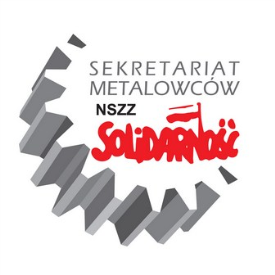 SEKRETARIAT
METALOWCÓW
NSZZ
SOLIDARNOŚĆ